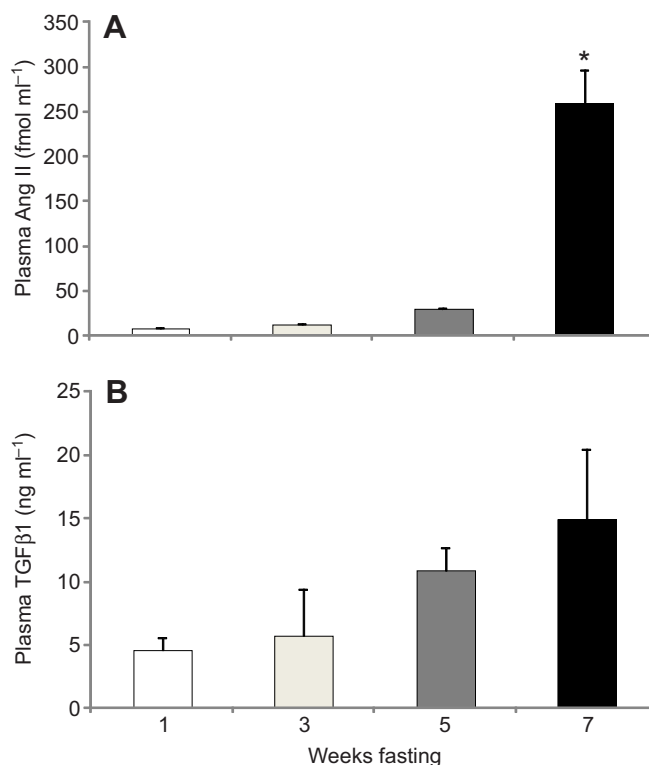 A
Plasma Ang II (fmol ml⁻¹)
350
300
250
200
150
100
50
0
*
B
Plasma TGFβ1 (ng ml⁻¹)
25
20
15
10
5
0
1 3 5 7
Weeks fasting